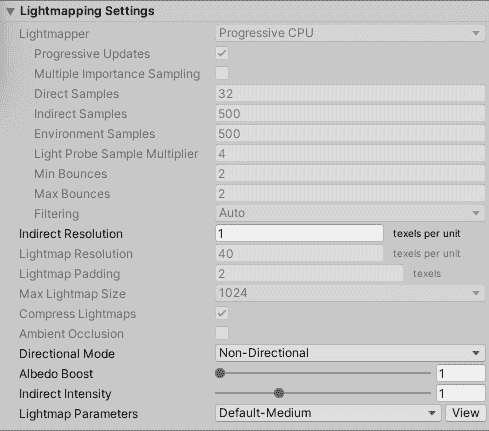 Lightmapping Settings
Lightmapper Progressive CPU
Progressive Updates
Multiple Importance Sampling
Direct Samples 32
Indirect Samples 500
Environment Samples 500
Light Probe Sample Multiplier 4
Min Bounces 2
Max Bounces 2
Filtering Auto
Indirect Resolution 1 texels per unit
Lightmap Resolution 40 texels per unit
Lightmap Padding 2 texels
Max Lightmap Size 1024
Compress Lightmaps
Ambient Occlusion
Directional Mode Non-Directional
Albedo Boost 1
Indirect Intensity 1
Lightmap Parameters Default-Medium View